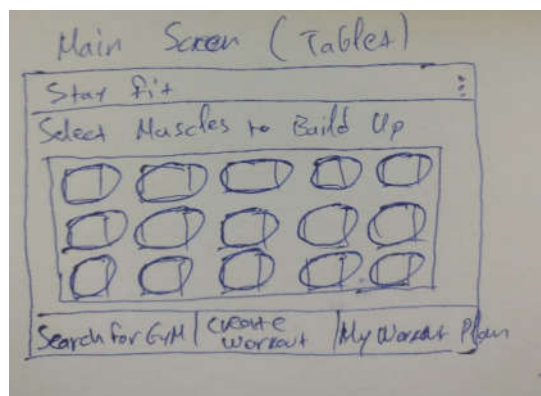 Main Screen (Tablet)
Stay fit
Select Muscles to Build Up
Search for GYM
Create Workout
My Workout Plan